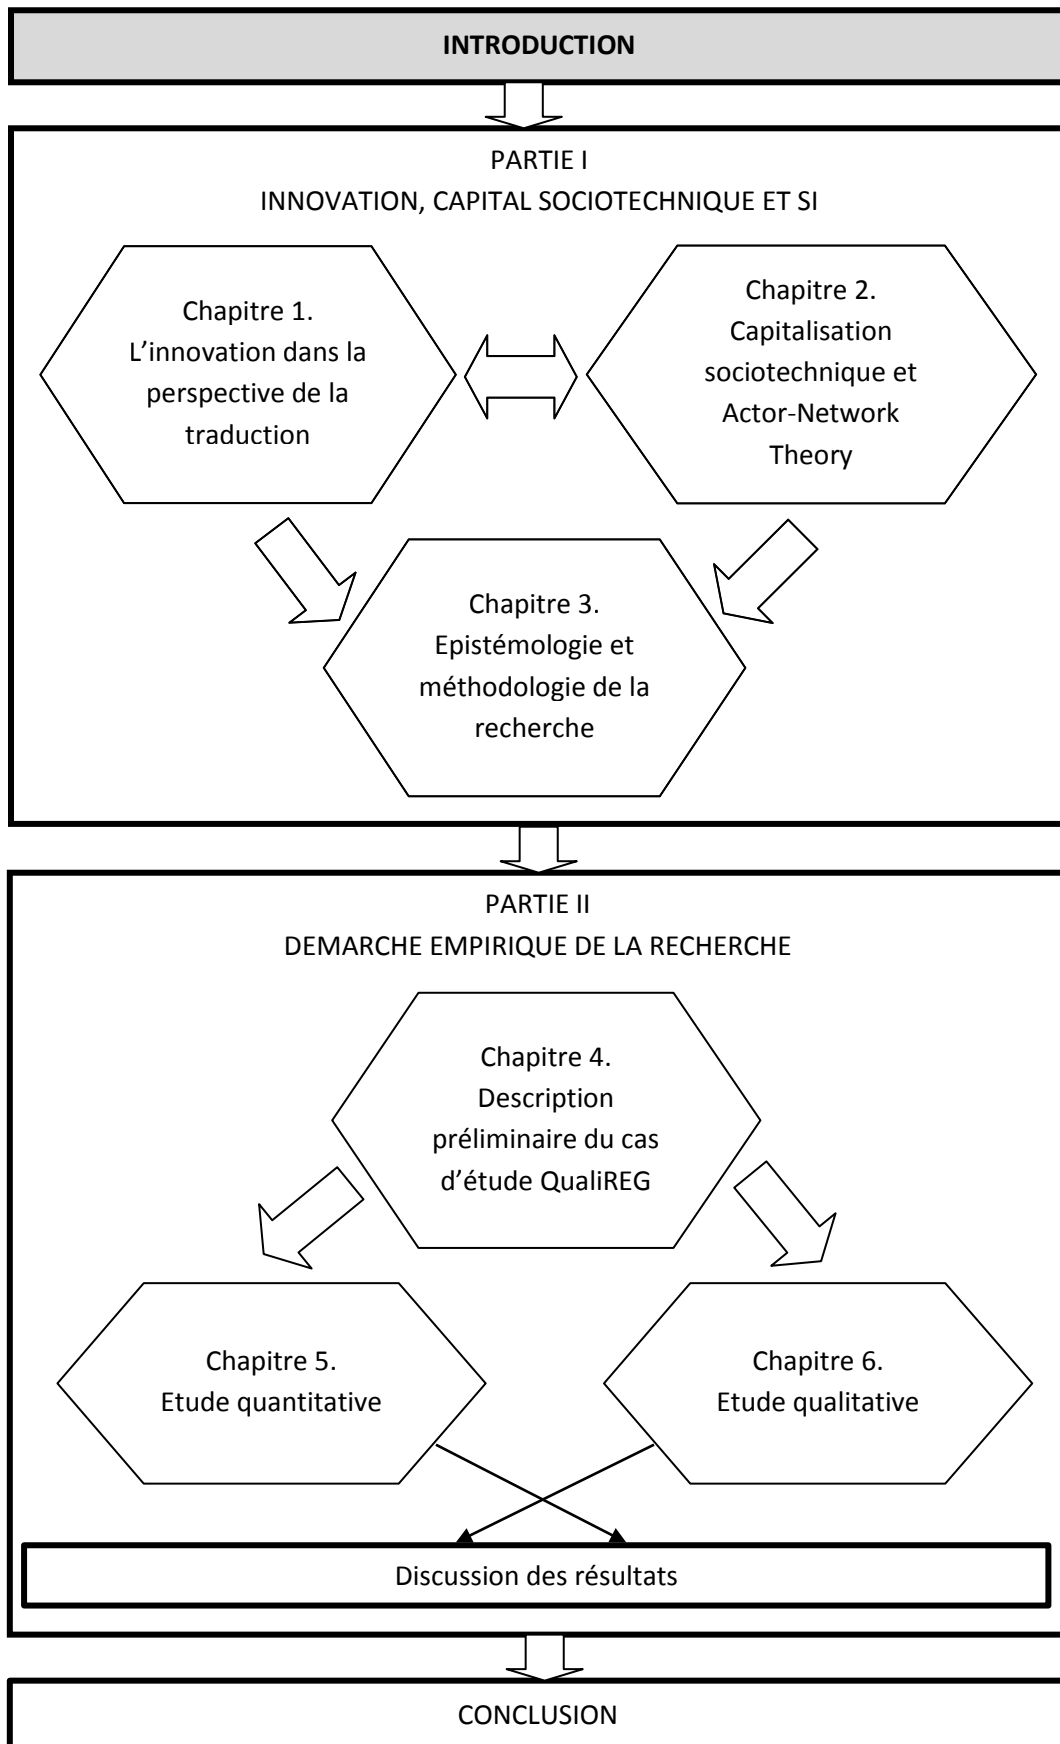 INTRODUCTION
PARTIE I
INNOVATION, CAPITAL SOCIOTECHNIQUE ET SI
Chapitre 1.
L’innovation dans la
perspective de la
traduction
Chapitre 2.
Capitalisation
sociotechnique et
Actor-Network
Theory
Chapitre 3.
Epistémologie et
méthodologie de la
recherche
PARTIE II
DEMARCHE EMPIRIQUE DE LA RECHERCHE
Chapitre 4.
Description
préliminaire du cas
d’étude QualiREG
Chapitre 5.
Etude quantitative
Chapitre 6.
Etude qualitative
Discussion des résultats
CONCLUSION